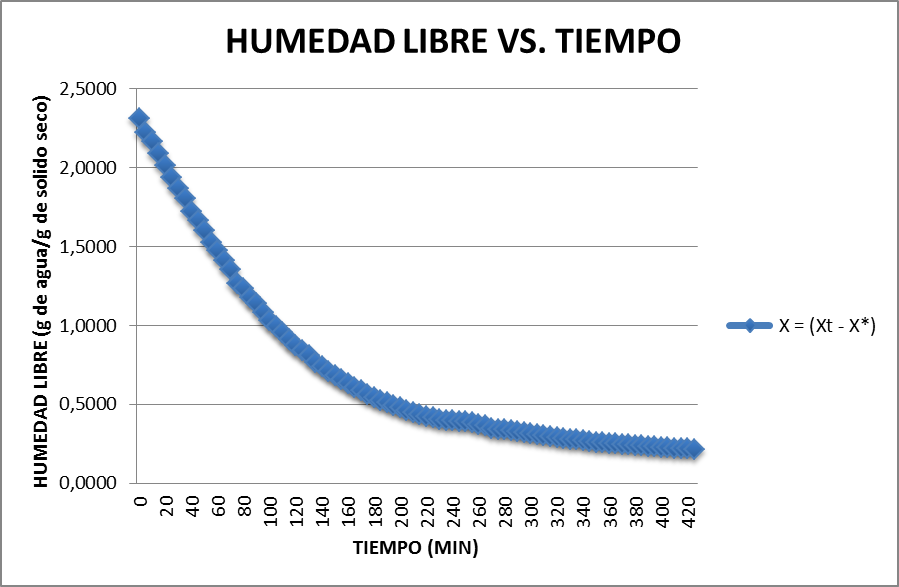 HUMEDAD LIBRE VS. TIEMPO
HUMEDAD LIBRE (g de agua/g de solido seco)
2,5000
2,0000
1,5000
1,0000
0,5000
0,0000
X = (Xt - X*)
0 20 40 60 80 100 120 140 160 180 200 220 240 260 280 300 320 340 360 380 400 420
TIEMPO (MIN)